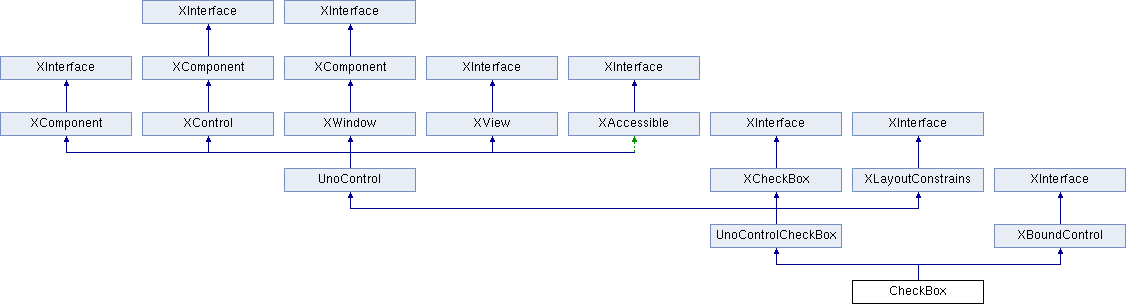 XInterface XInterface
XInterface XComponent XComponent XInterface XInterface
XComponent XControl XWindow XView XAccessible XInterface XInterface
UnoControl XCheckBox XLayoutConstrains XInterface
UnoControlCheckBox XBoundControl
CheckBox